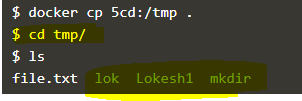 $ docker cp 5cd:/tmp .
$ cd tmp/
$ ls
file.txt lok Lokesh1 mkdir